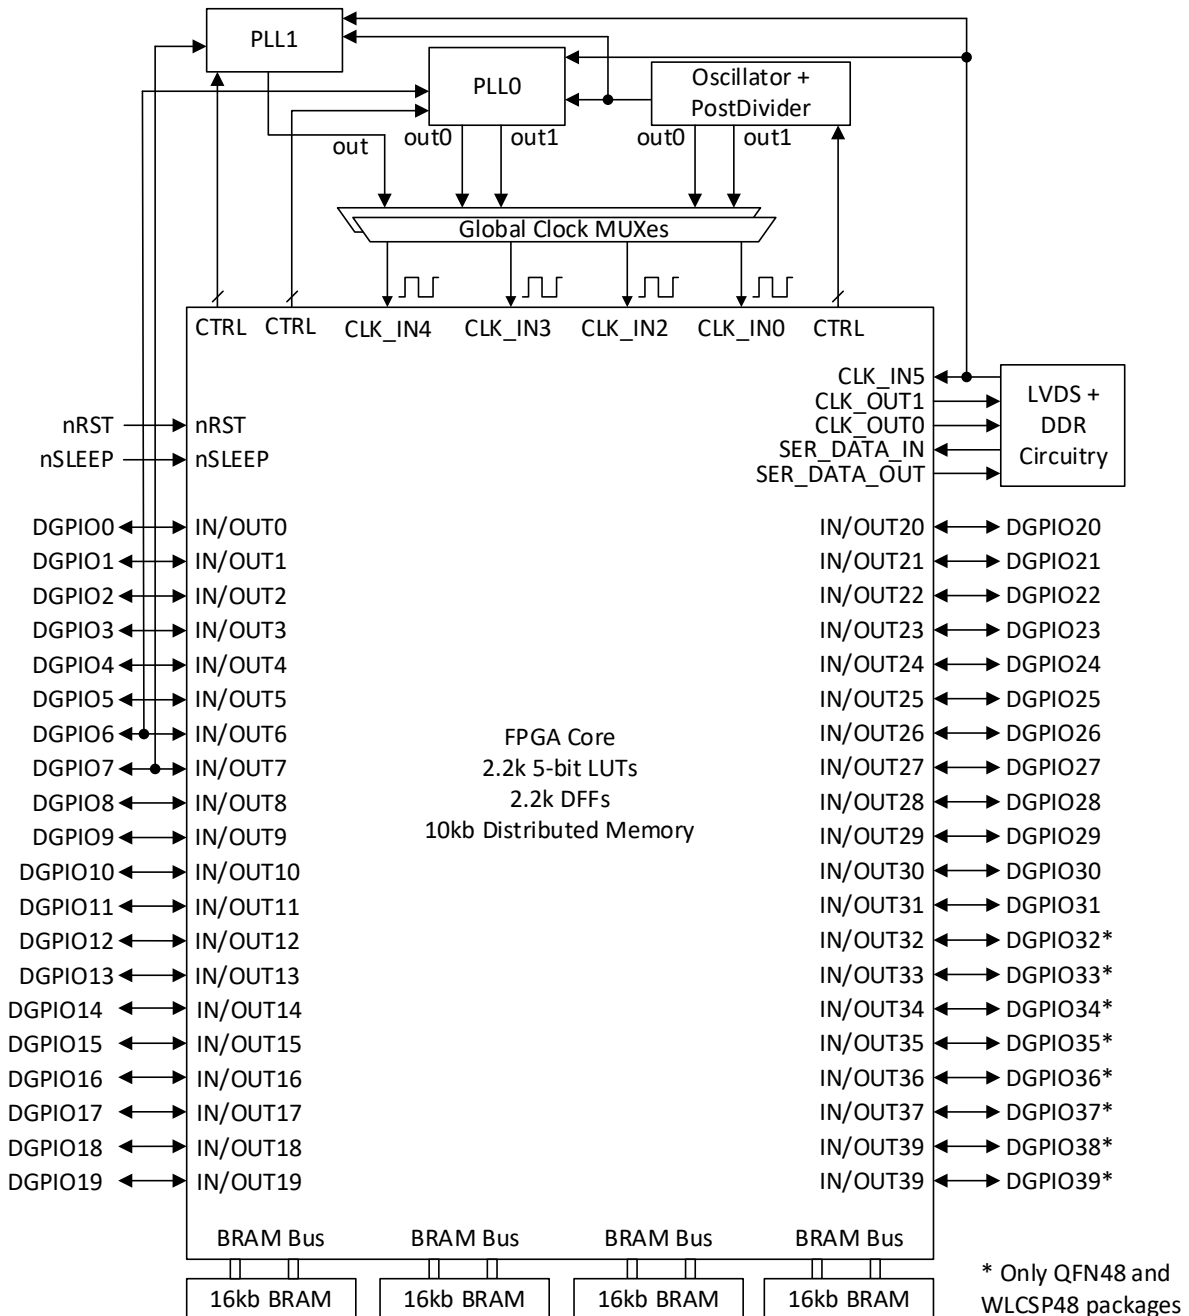 PLL1
PLL0
Oscillator +
PostDivider
out
out0
out1
out0
out1
Global Clock MUXes
CTRL
CTRL
CLK_IN4
CLK_IN3
CLK_IN2
CLK_IN0
CTRL
CLK_IN5
CLK_OUT1
CLK_OUT0
SER_DATA_IN
SER_DATA_OUT
LVDS +
DDR
Circuitry
nRST
nRST
nSLEEP
nSLEEP
DGPIO0 IN/OUT0 IN/OUT20 DGPIO20
DGPIO1 IN/OUT1 IN/OUT21 DGPIO21
DGPIO2 IN/OUT2 IN/OUT22 DGPIO22
DGPIO3 IN/OUT3 IN/OUT23 DGPIO23
DGPIO4 IN/OUT4 IN/OUT24 DGPIO24
DGPIO5 IN/OUT5 IN/OUT25 DGPIO25
DGPIO6 IN/OUT6 IN/OUT26 DGPIO26
DGPIO7 IN/OUT7 IN/OUT27 DGPIO27
DGPIO8 IN/OUT8 IN/OUT28 DGPIO28
DGPIO9 IN/OUT9 IN/OUT29 DGPIO29
DGPIO10 IN/OUT10 IN/OUT30 DGPIO30
DGPIO11 IN/OUT11 IN/OUT31 DGPIO31
DGPIO12 IN/OUT12 IN/OUT32 DGPIO32*
DGPIO13 IN/OUT13 IN/OUT33 DGPIO33*
DGPIO14 IN/OUT14 IN/OUT34 DGPIO34*
DGPIO15 IN/OUT15 IN/OUT35 DGPIO35*
DGPIO16 IN/OUT16 IN/OUT36 DGPIO36*
DGPIO17 IN/OUT17 IN/OUT37 DGPIO37*
DGPIO18 IN/OUT18 IN/OUT39 DGPIO38*
DGPIO19 IN/OUT19 IN/OUT39 DGPIO39*
FPGA Core
2.2k 5-bit LUTs
2.2k DFFs
10kb Distributed Memory
BRAM Bus
BRAM Bus
BRAM Bus
BRAM Bus
16kb BRAM
16kb BRAM
16kb BRAM
16kb BRAM
* Only QFN48 and
WLCSP48 packages